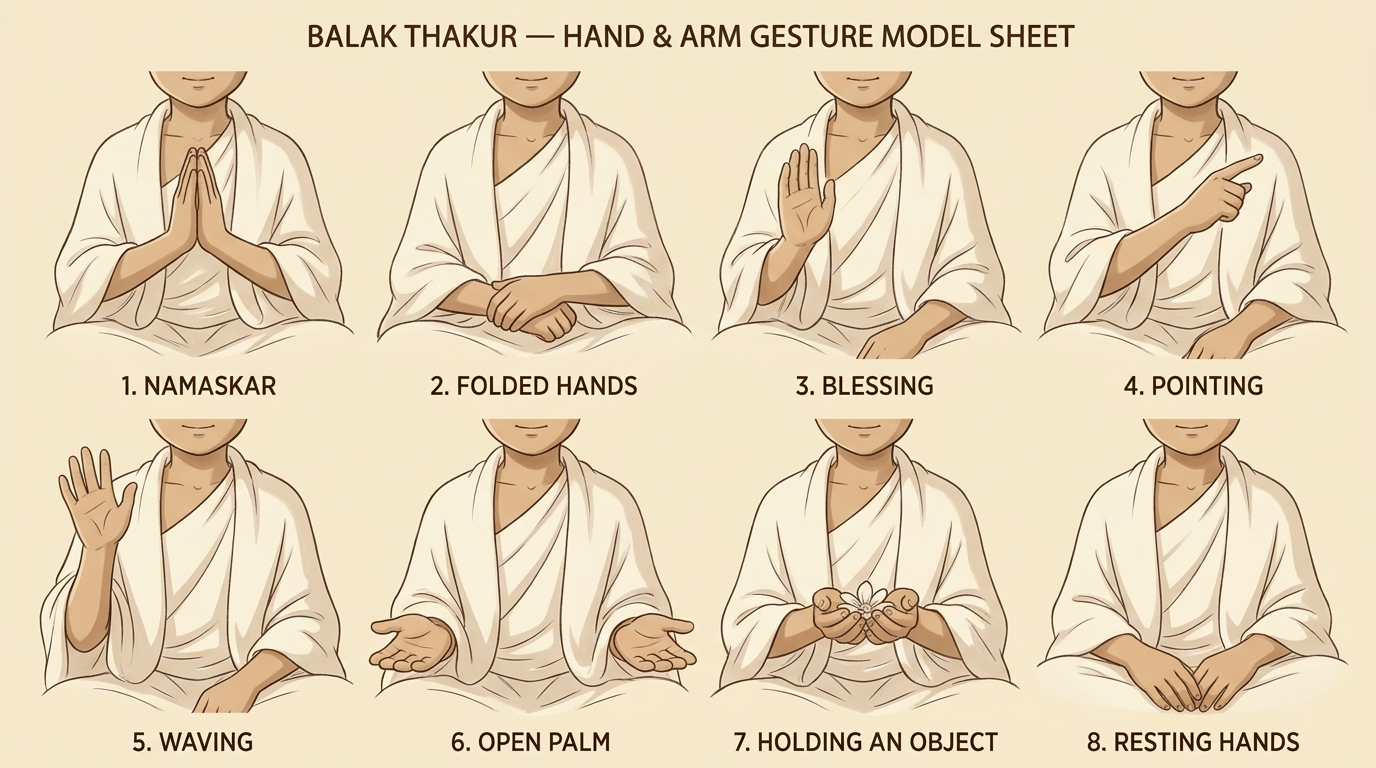 BALAK THAKUR — HAND & ARM GESTURE MODEL SHEET
1. NAMASKAR
2. FOLDED HANDS
3. BLESSING
4. POINTING
5. WAVING
6. OPEN PALM
7. HOLDING AN OBJECT
8. RESTING HANDS